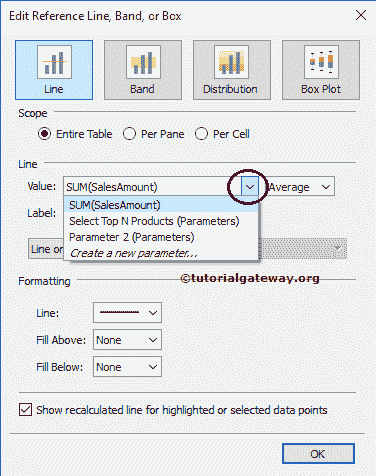 Edit Reference Line, Band, or Box
Line Band Distribution Box Plot
Scope
Entire Table Per Pane Per Cell
Line
Value: SUM(SalesAmount) Average
SUM(SalesAmount)
Label: Select Top N Products (Parameters)
Parameter 2 (Parameters)
Line or Create a new parameter...
©tutorialgateway.org
Formatting
Line:
Fill Above: None
Fill Below: None
Show recalculated line for highlighted or selected data points
OK